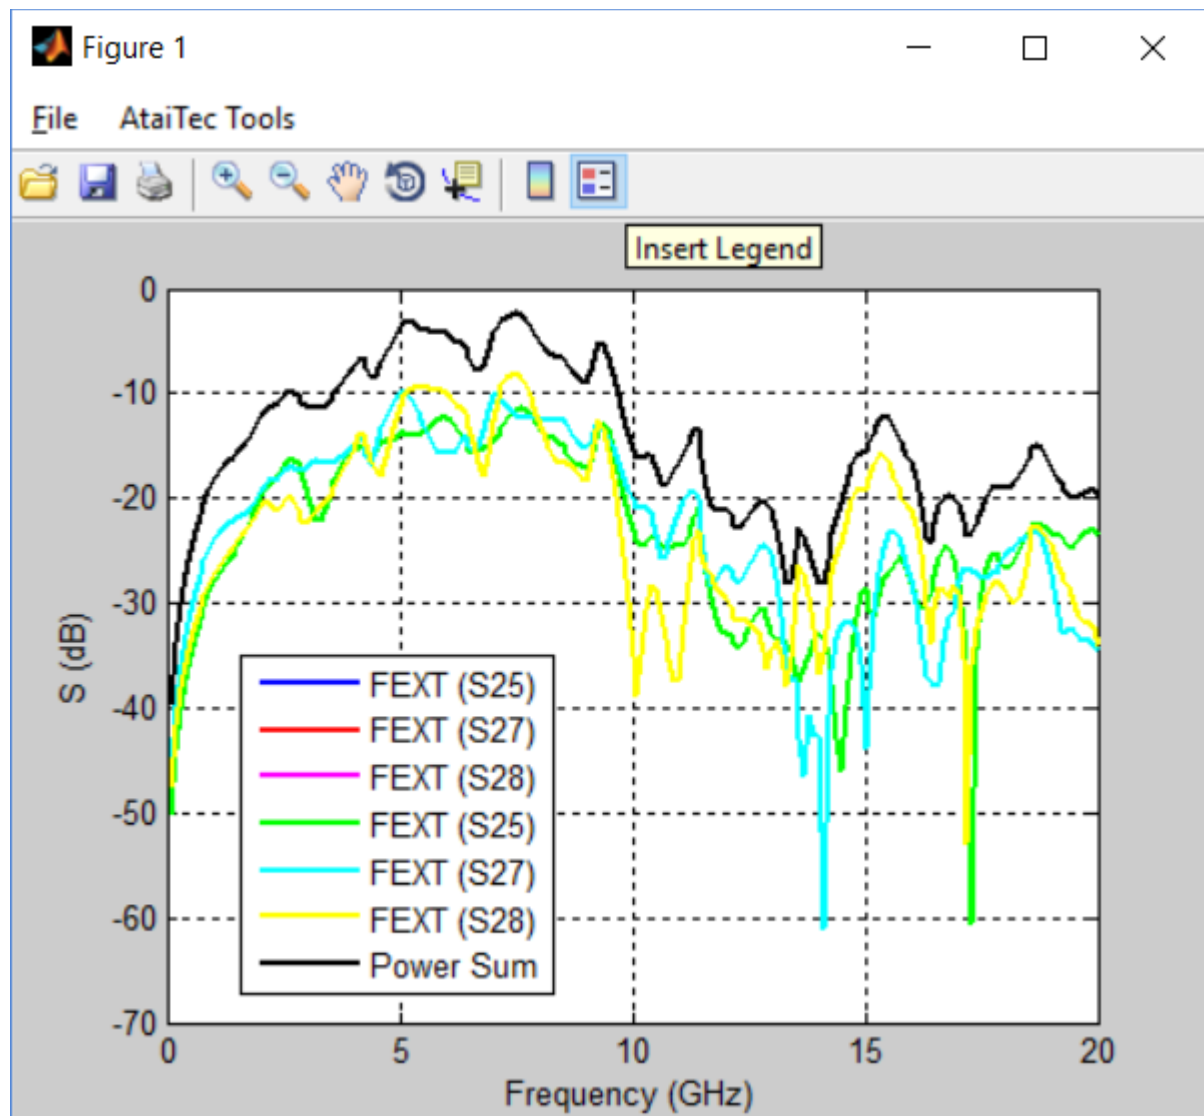 Figure 1
File AtaiTec Tools
Insert Legend
0
-10
-20
-30
-40
-50
-60
-70
S (dB)
FEXT (S25)
FEXT (S27)
FEXT (S28)
FEXT (S25)
FEXT (S27)
FEXT (S28)
Power Sum
0 5 10 15 20
Frequency (GHz)